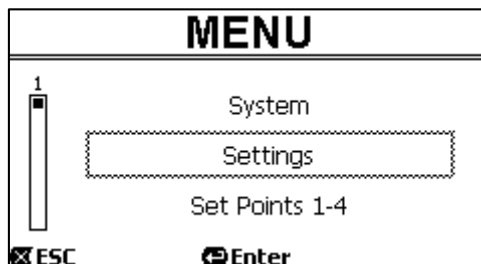 MENU
1
System
Settings
Set Points 1-4
ESC Enter